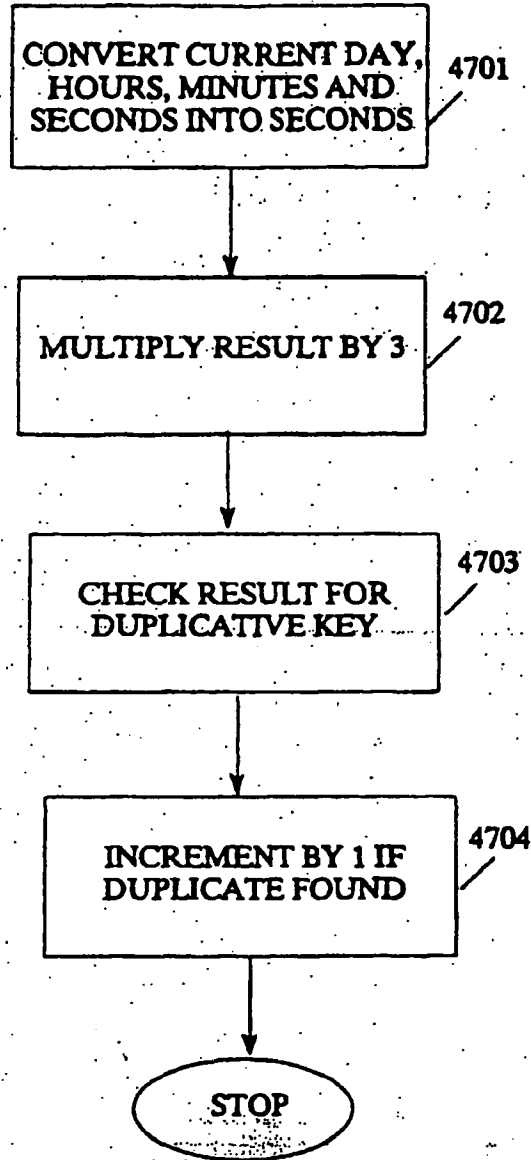 CONVERT CURRENT DAY,
HOURS, MINUTES AND
SECONDS INTO SECONDS
4701
MULTIPLY RESULT BY 3
4702
CHECK RESULT FOR
DUPLICATIVE KEY
4703
INCREMENT BY 1 IF
DUPLICATE FOUND
4704
STOP